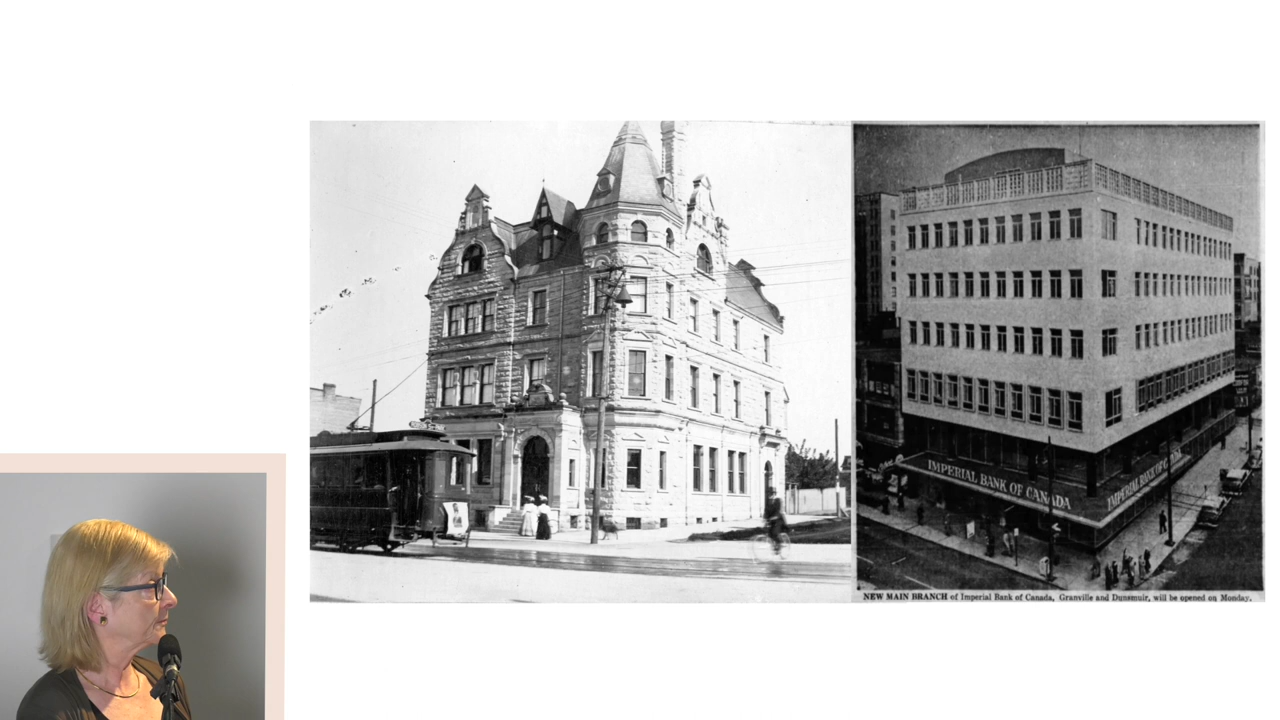 IMPERIAL BANK OF CANADA
IMPERIAL BANK OF CANADA
NEW MAIN BRANCH of Imperial Bank of Canada, Granville and Dunsmuir, will be opened on Monday.